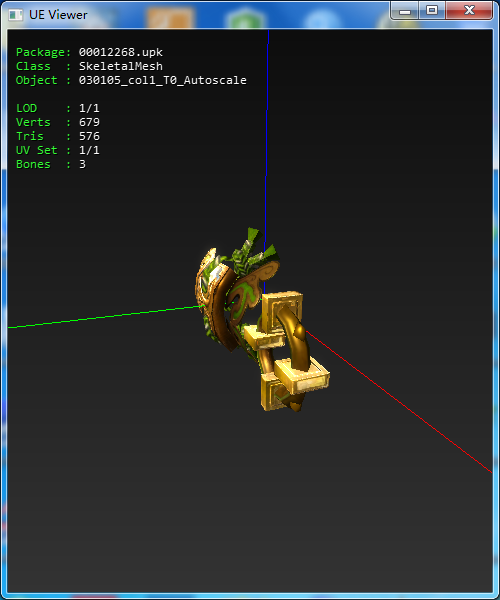 UE Viewer
Package: 00012268.upk
Class : SkeletalMesh
Object : 030105_col1_T0_Autoscale
LOD : 1/1
Verts : 679
Tris : 576
UV Set : 1/1
Bones : 3